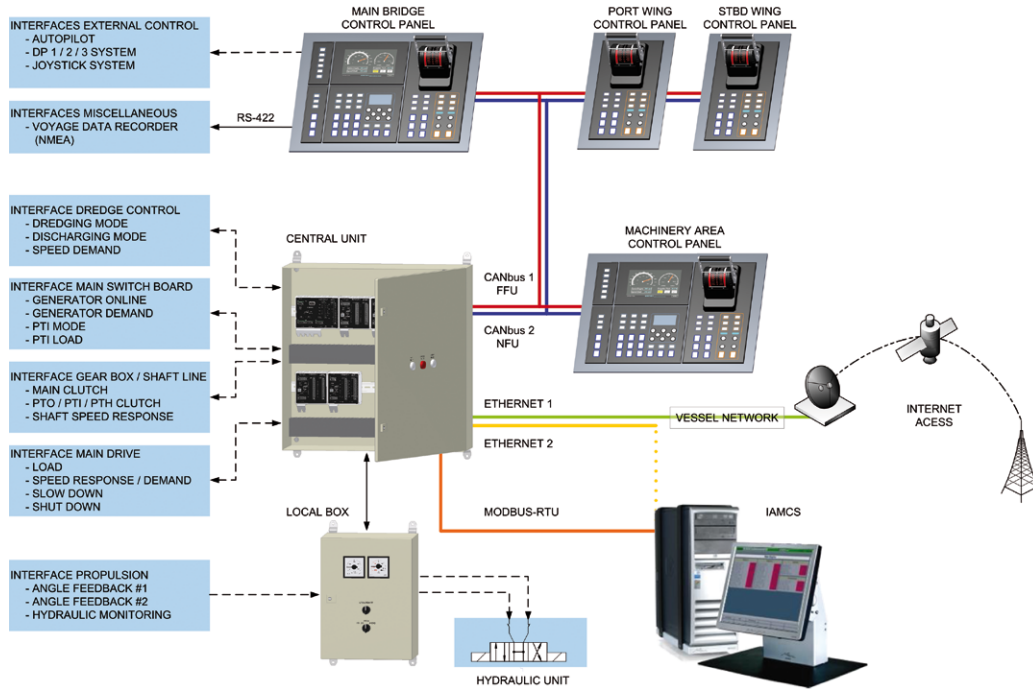 INTERFACES EXTERNAL CONTROL
- AUTOPILOT
- DP 1 / 2 / 3 SYSTEM
- JOYSTICK SYSTEM
MAIN BRIDGE
CONTROL PANEL
PORT WING
CONTROL PANEL
STBD WING
CONTROL PANEL
INTERFACES MISCELLANEOUS
- VOYAGE DATA RECORDER
(NMEA)
RS-422
INTERFACE DREDGE CONTROL
- DREDGING MODE
- DISCHARGING MODE
- SPEED DEMAND
CENTRAL UNIT
MACHINERY AREA
CONTROL PANEL
CANbus 1
FFU
CANbus 2
NFU
INTERFACE MAIN SWITCH BOARD
- GENERATOR ONLINE
- GENERATOR DEMAND
- PTI MODE
- PTI LOAD
INTERFACE GEAR BOX / SHAFT LINE
- MAIN CLUTCH
- PTO / PTI / PTH CLUTCH
- SHAFT SPEED RESPONSE
ETHERNET 1
VESSEL NETWORK
INTERNET
ACESS
ETHERNET 2
INTERFACE MAIN DRIVE
- LOAD
- SPEED RESPONSE / DEMAND
- SLOW DOWN
- SHUT DOWN
LOCAL BOX
MODBUS-RTU
IAMCS
INTERFACE PROPULSION
- ANGLE FEEDBACK #1
- ANGLE FEEDBACK #2
- HYDRAULIC MONITORING
HYDRAULIC UNIT